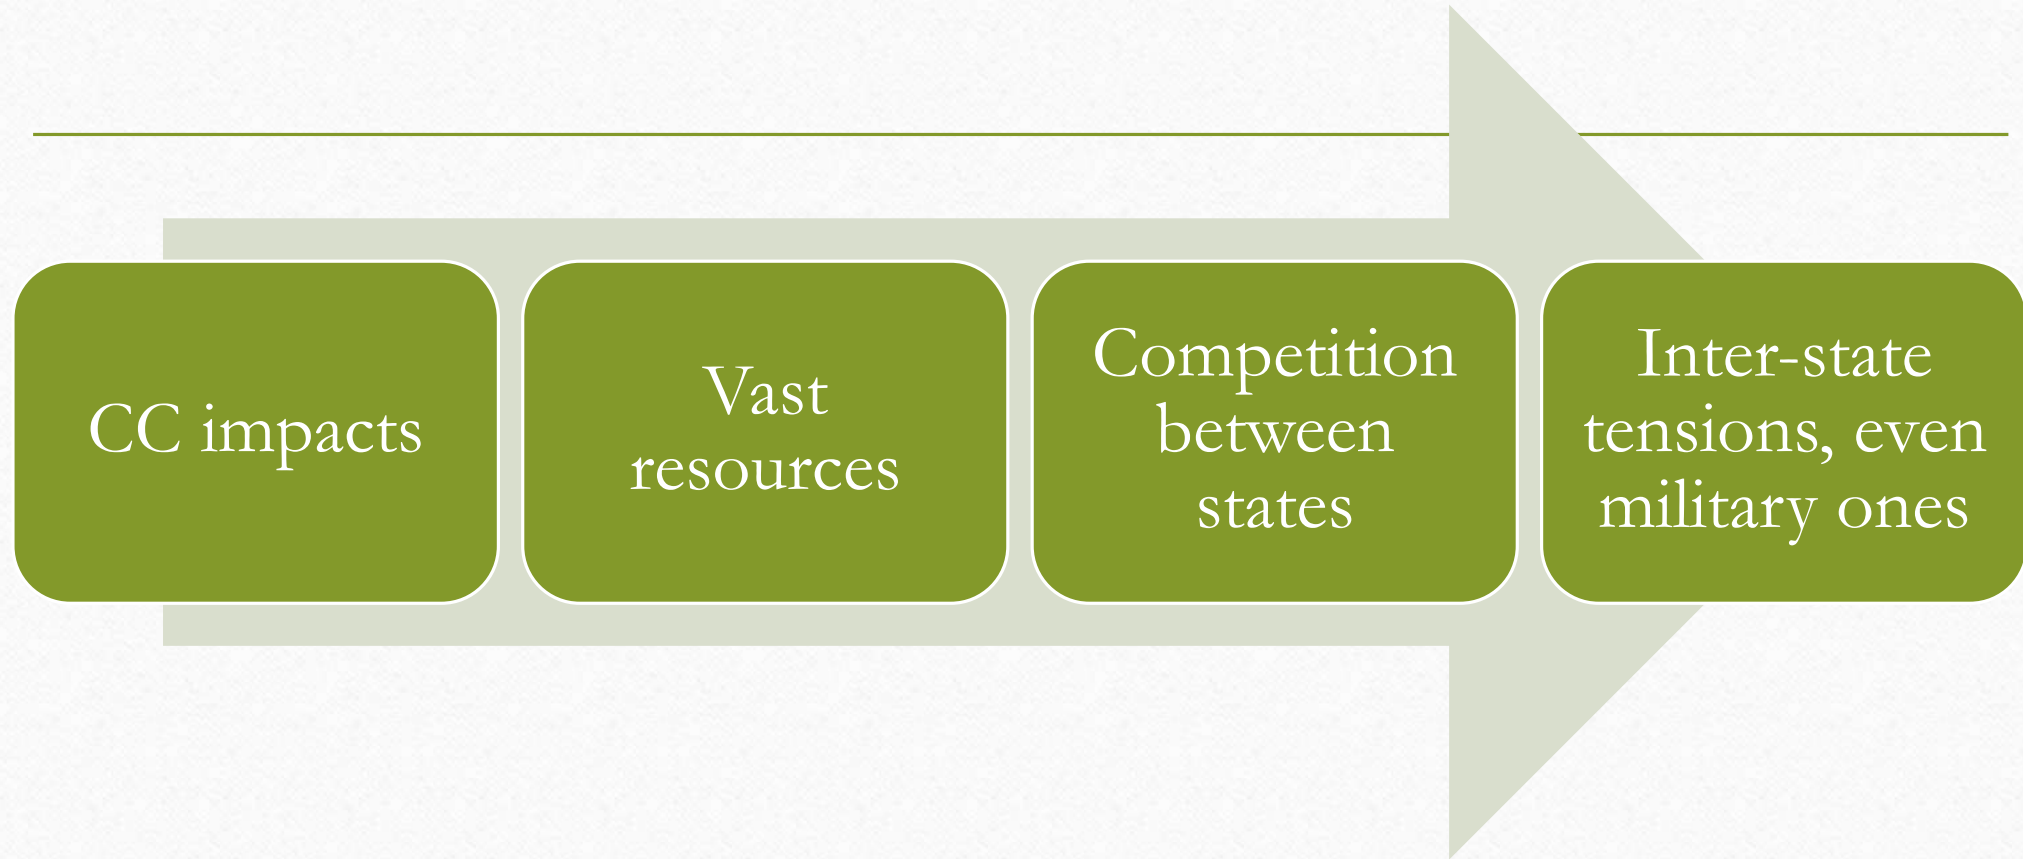 CC impacts
Vast
resources
Competition
between
states
Inter-state
tensions, even
military ones